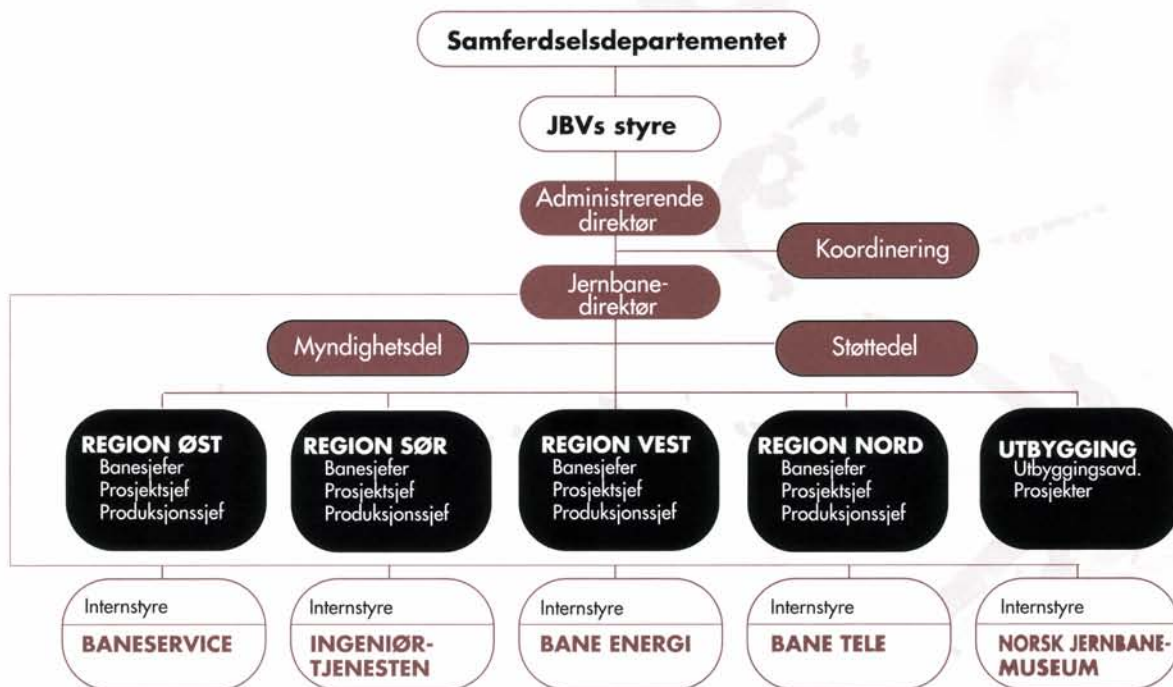 Samferdselsdepartementet
JBVs styre
Administrerende
direktør
Koordinering
Jernbane-
direktør
Myndighetsdel
Støttedel
REGION ØST
Banesjefer
Prosjektsjef
Produksjonssjef
REGION SØR
Banesjefer
Prosjektsjef
Produksjonssjef
REGION VEST
Banesjefer
Prosjektsjef
Produksjonssjef
REGION NORD
Banesjefer
Prosjektsjef
Produksjonssjef
UTBYGGING
Utbyggingsavd.
Prosjekter
Internstyre
BANESERVICE
Internstyre
INGENIØR-
TJENESTEN
Internstyre
BANE ENERGI
Internstyre
BANE TELE
Internstyre
NORSK JERNBANE-
MUSEUM